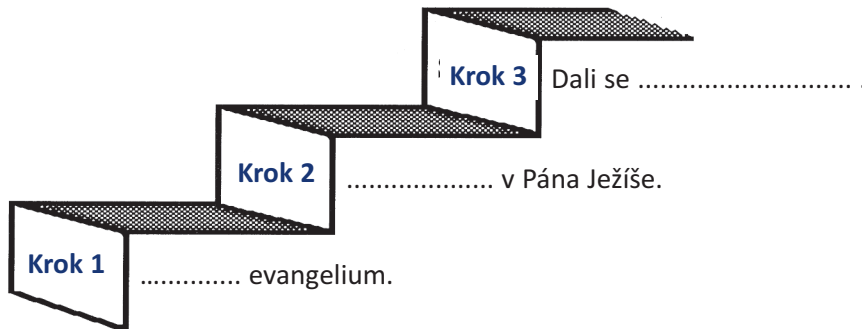 Krok 3 Dali se ............................ .
Krok 2 .................... v Pána Ježíše.
Krok 1 ............. evangelium.